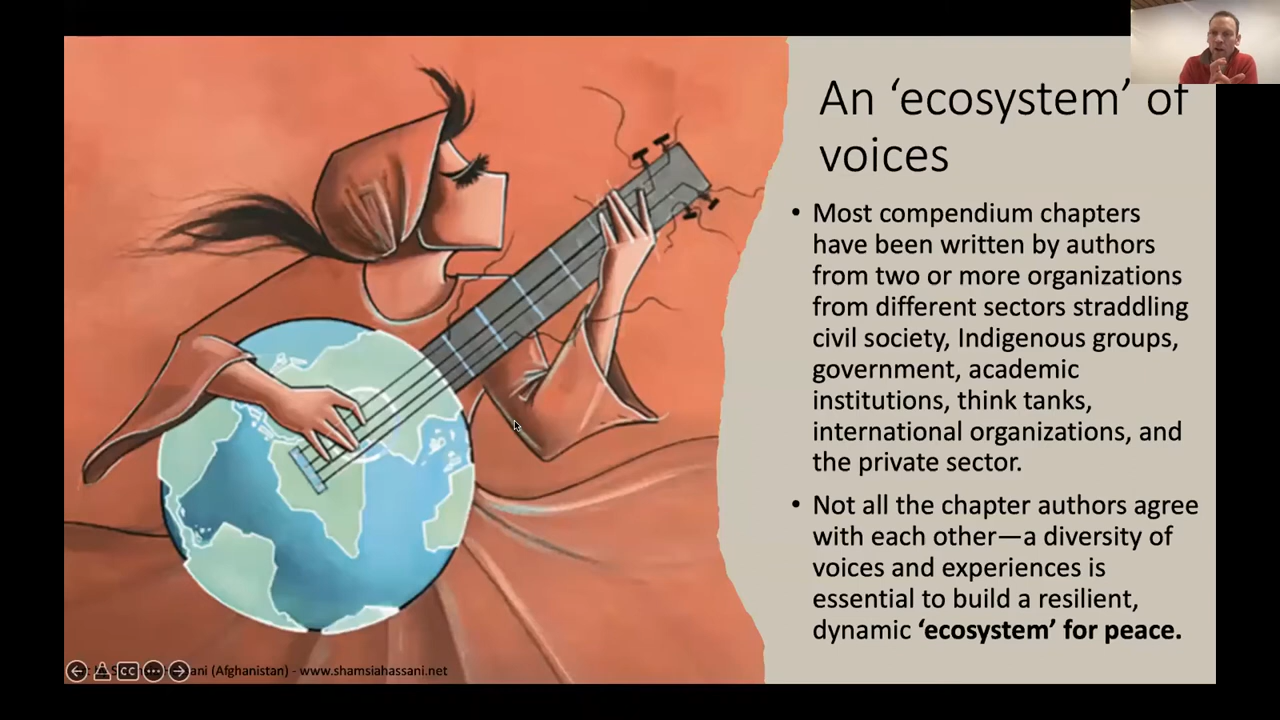 An ‘ecosystem’ of
voices
• Most compendium chapters
have been written by authors
from two or more organizations
from different sectors straddling
civil society, Indigenous groups,
government, academic
institutions, think tanks,
international organizations, and
the private sector.
• Not all the chapter authors agree
with each other—a diversity of
voices and experiences is
essential to build a resilient,
dynamic ‘ecosystem’ for peace.
(Afghanistan) - www.shamsiahassani.net
CC